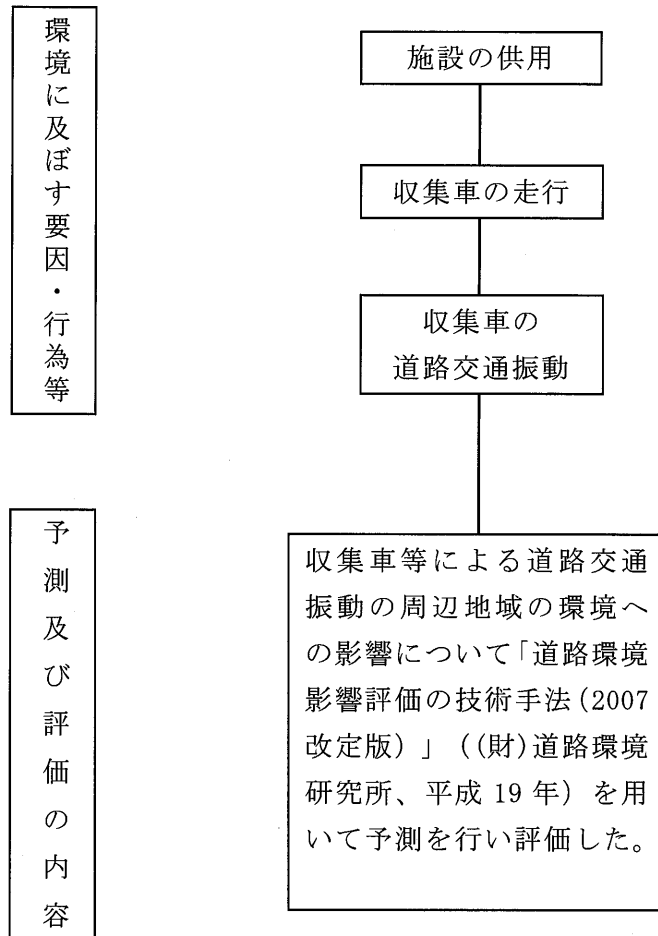 環境に及ぼす要因・行為等
施設の供用
収集車の走行
収集車の
道路交通振動
予測及び評価の内容
収集車等による道路交通
振動の周辺地域の環境へ
の影響について「道路環境
影響評価の技術手法(2007
改定版)」((財)道路環境
研究所、平成 19 年) を用
いて予測を行い評価した。